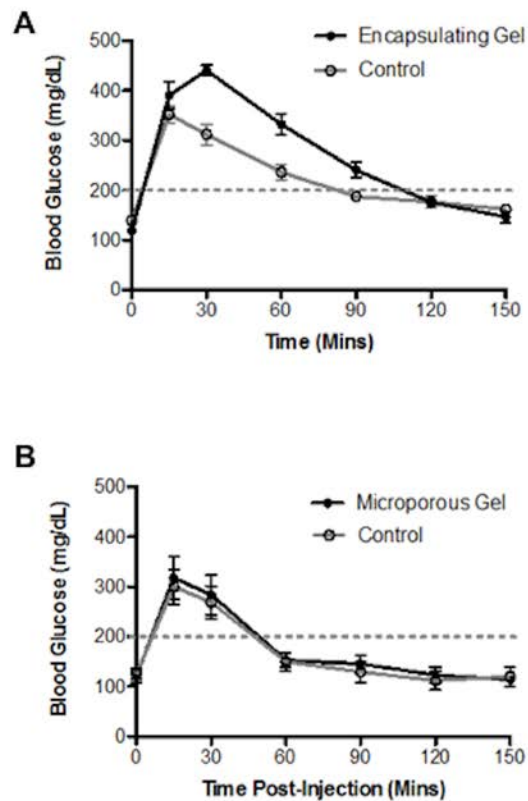 A
Blood Glucose (mg/dL)
500
400
300
200
100
0
Encapsulating Gel
Control
0 30 60 90 120 150
Time (Mins)
B
Blood Glucose (mg/dL)
500
400
300
200
100
0
Microporous Gel
Control
0 30 60 90 120 150
Time Post-Injection (Mins)